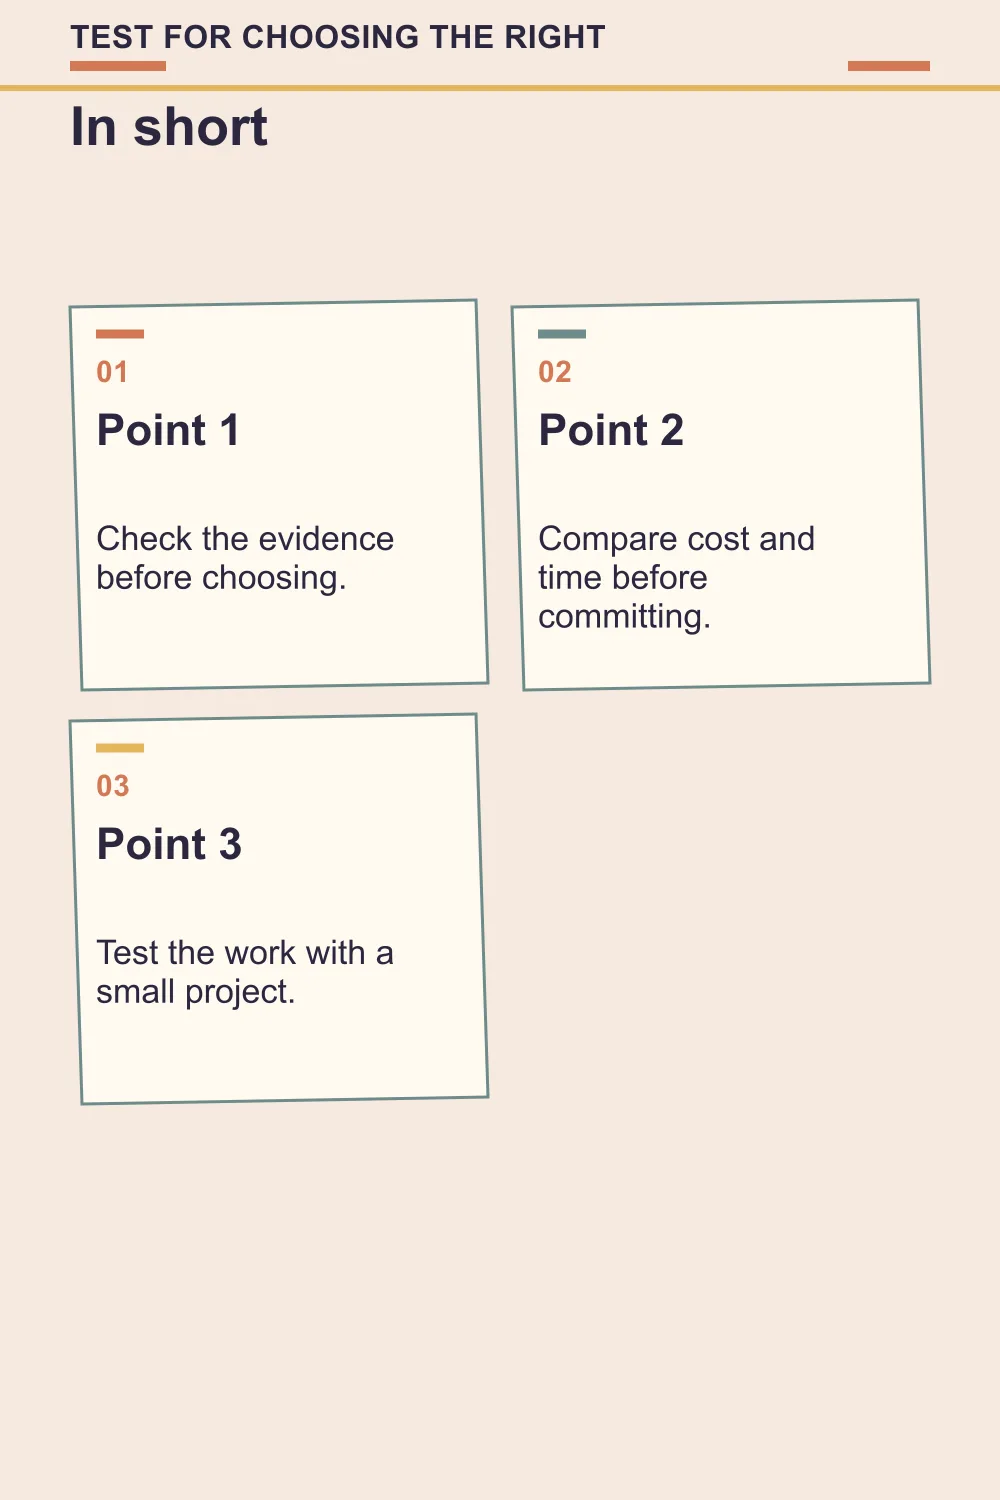 TEST FOR CHOOSING THE RIGHT
In short
01
Point 1
Check the evidence
before choosing.
02
Point 2
Compare cost and
time before
committing.
03
Point 3
Test the work with a
small project.